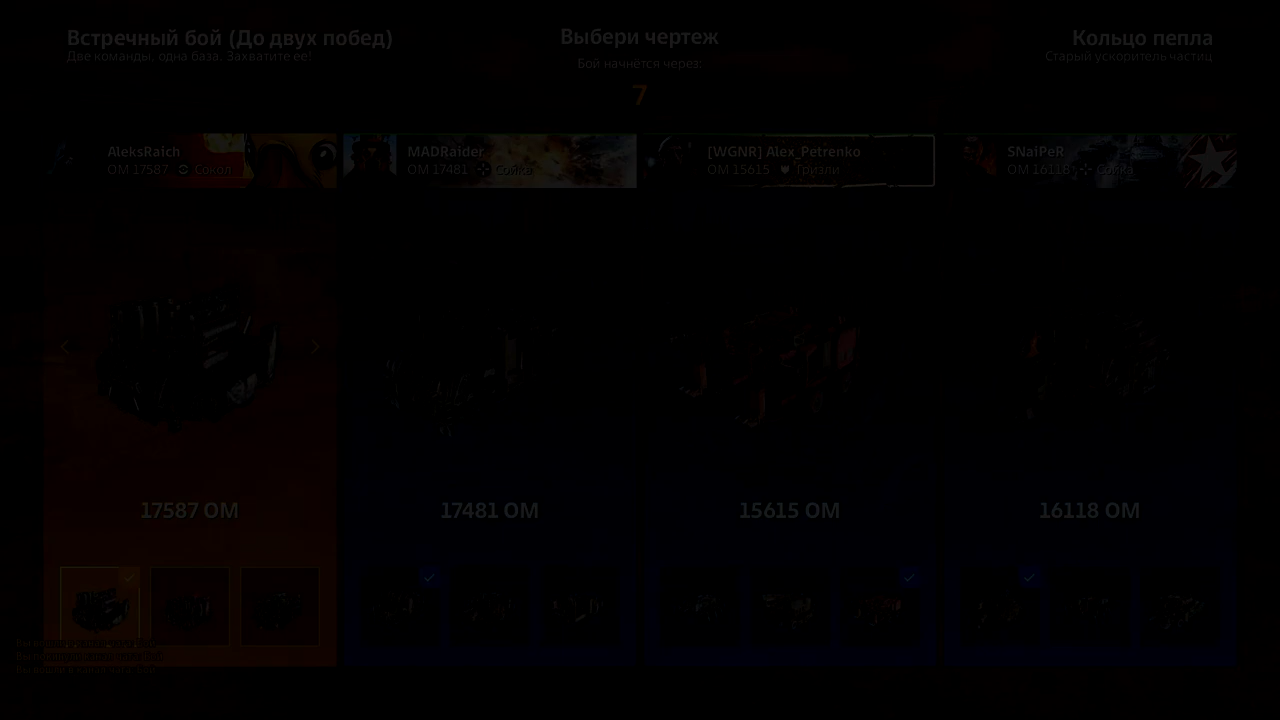 Встречный бой (До двух побед)
Две команды, одна база. Захватите ее!
Выбери чертеж
Бой начнётся через:
7
Кольцо пепла
Старый ускоритель частиц
AleksRaich
ОМ 17587 Сокол
MADRaider
ОМ 17481 Сойка
[WGNR] Alex_Petrenko
ОМ 15615 Гризли
SNaiPeR
ОМ 16118 Сойка
17587 ОМ
17481 ОМ
15615 ОМ
16118 ОМ